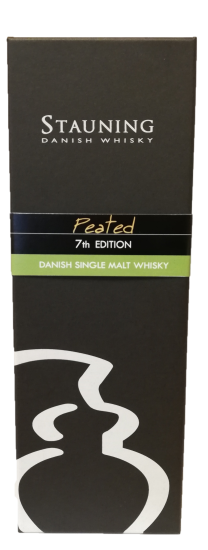 STAUNING
DANISH WHISKY
Peated
7th EDITION
DANISH SINGLE MALT WHISKY